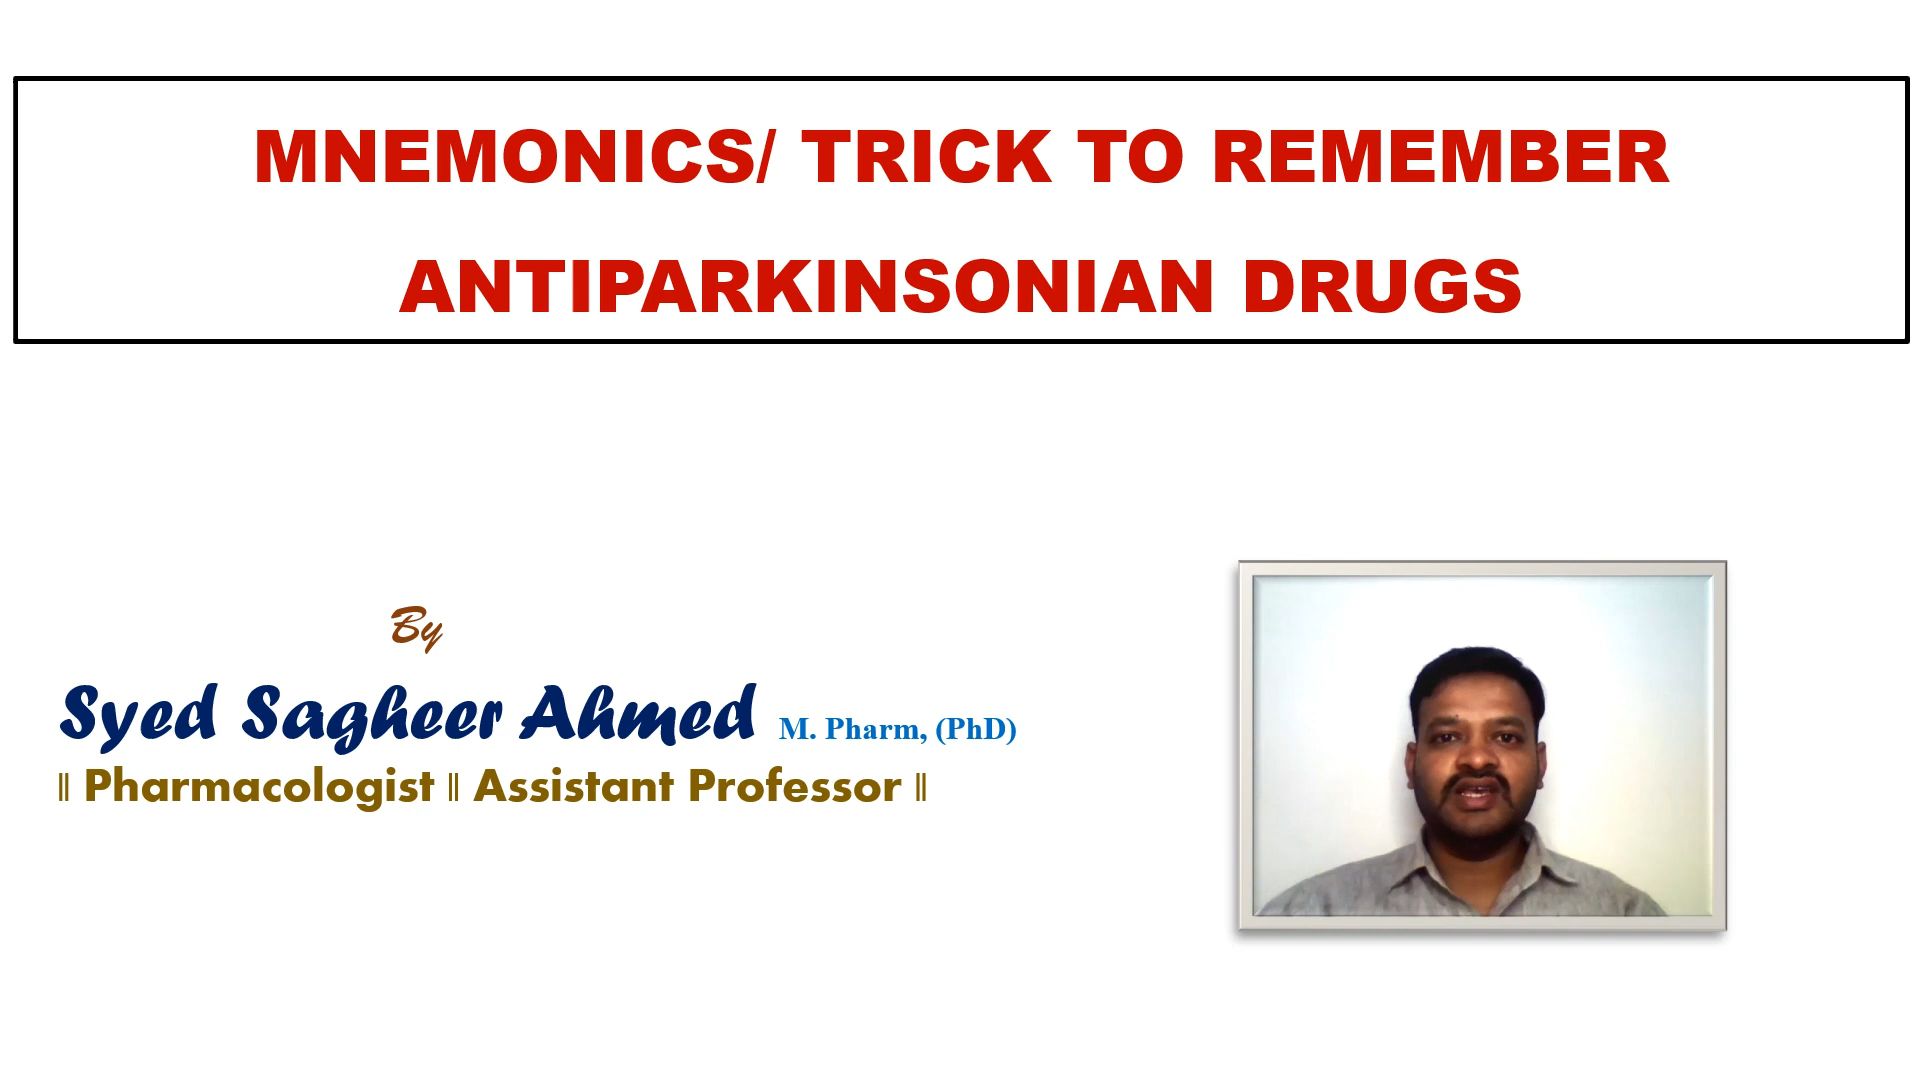 MNEMONICS/ TRICK TO REMEMBER
ANTIPARKINSONIAN DRUGS
By
Syed Sagheer Ahmed M. Pharm, (PhD)
‖ Pharmacologist ‖ Assistant Professor ‖